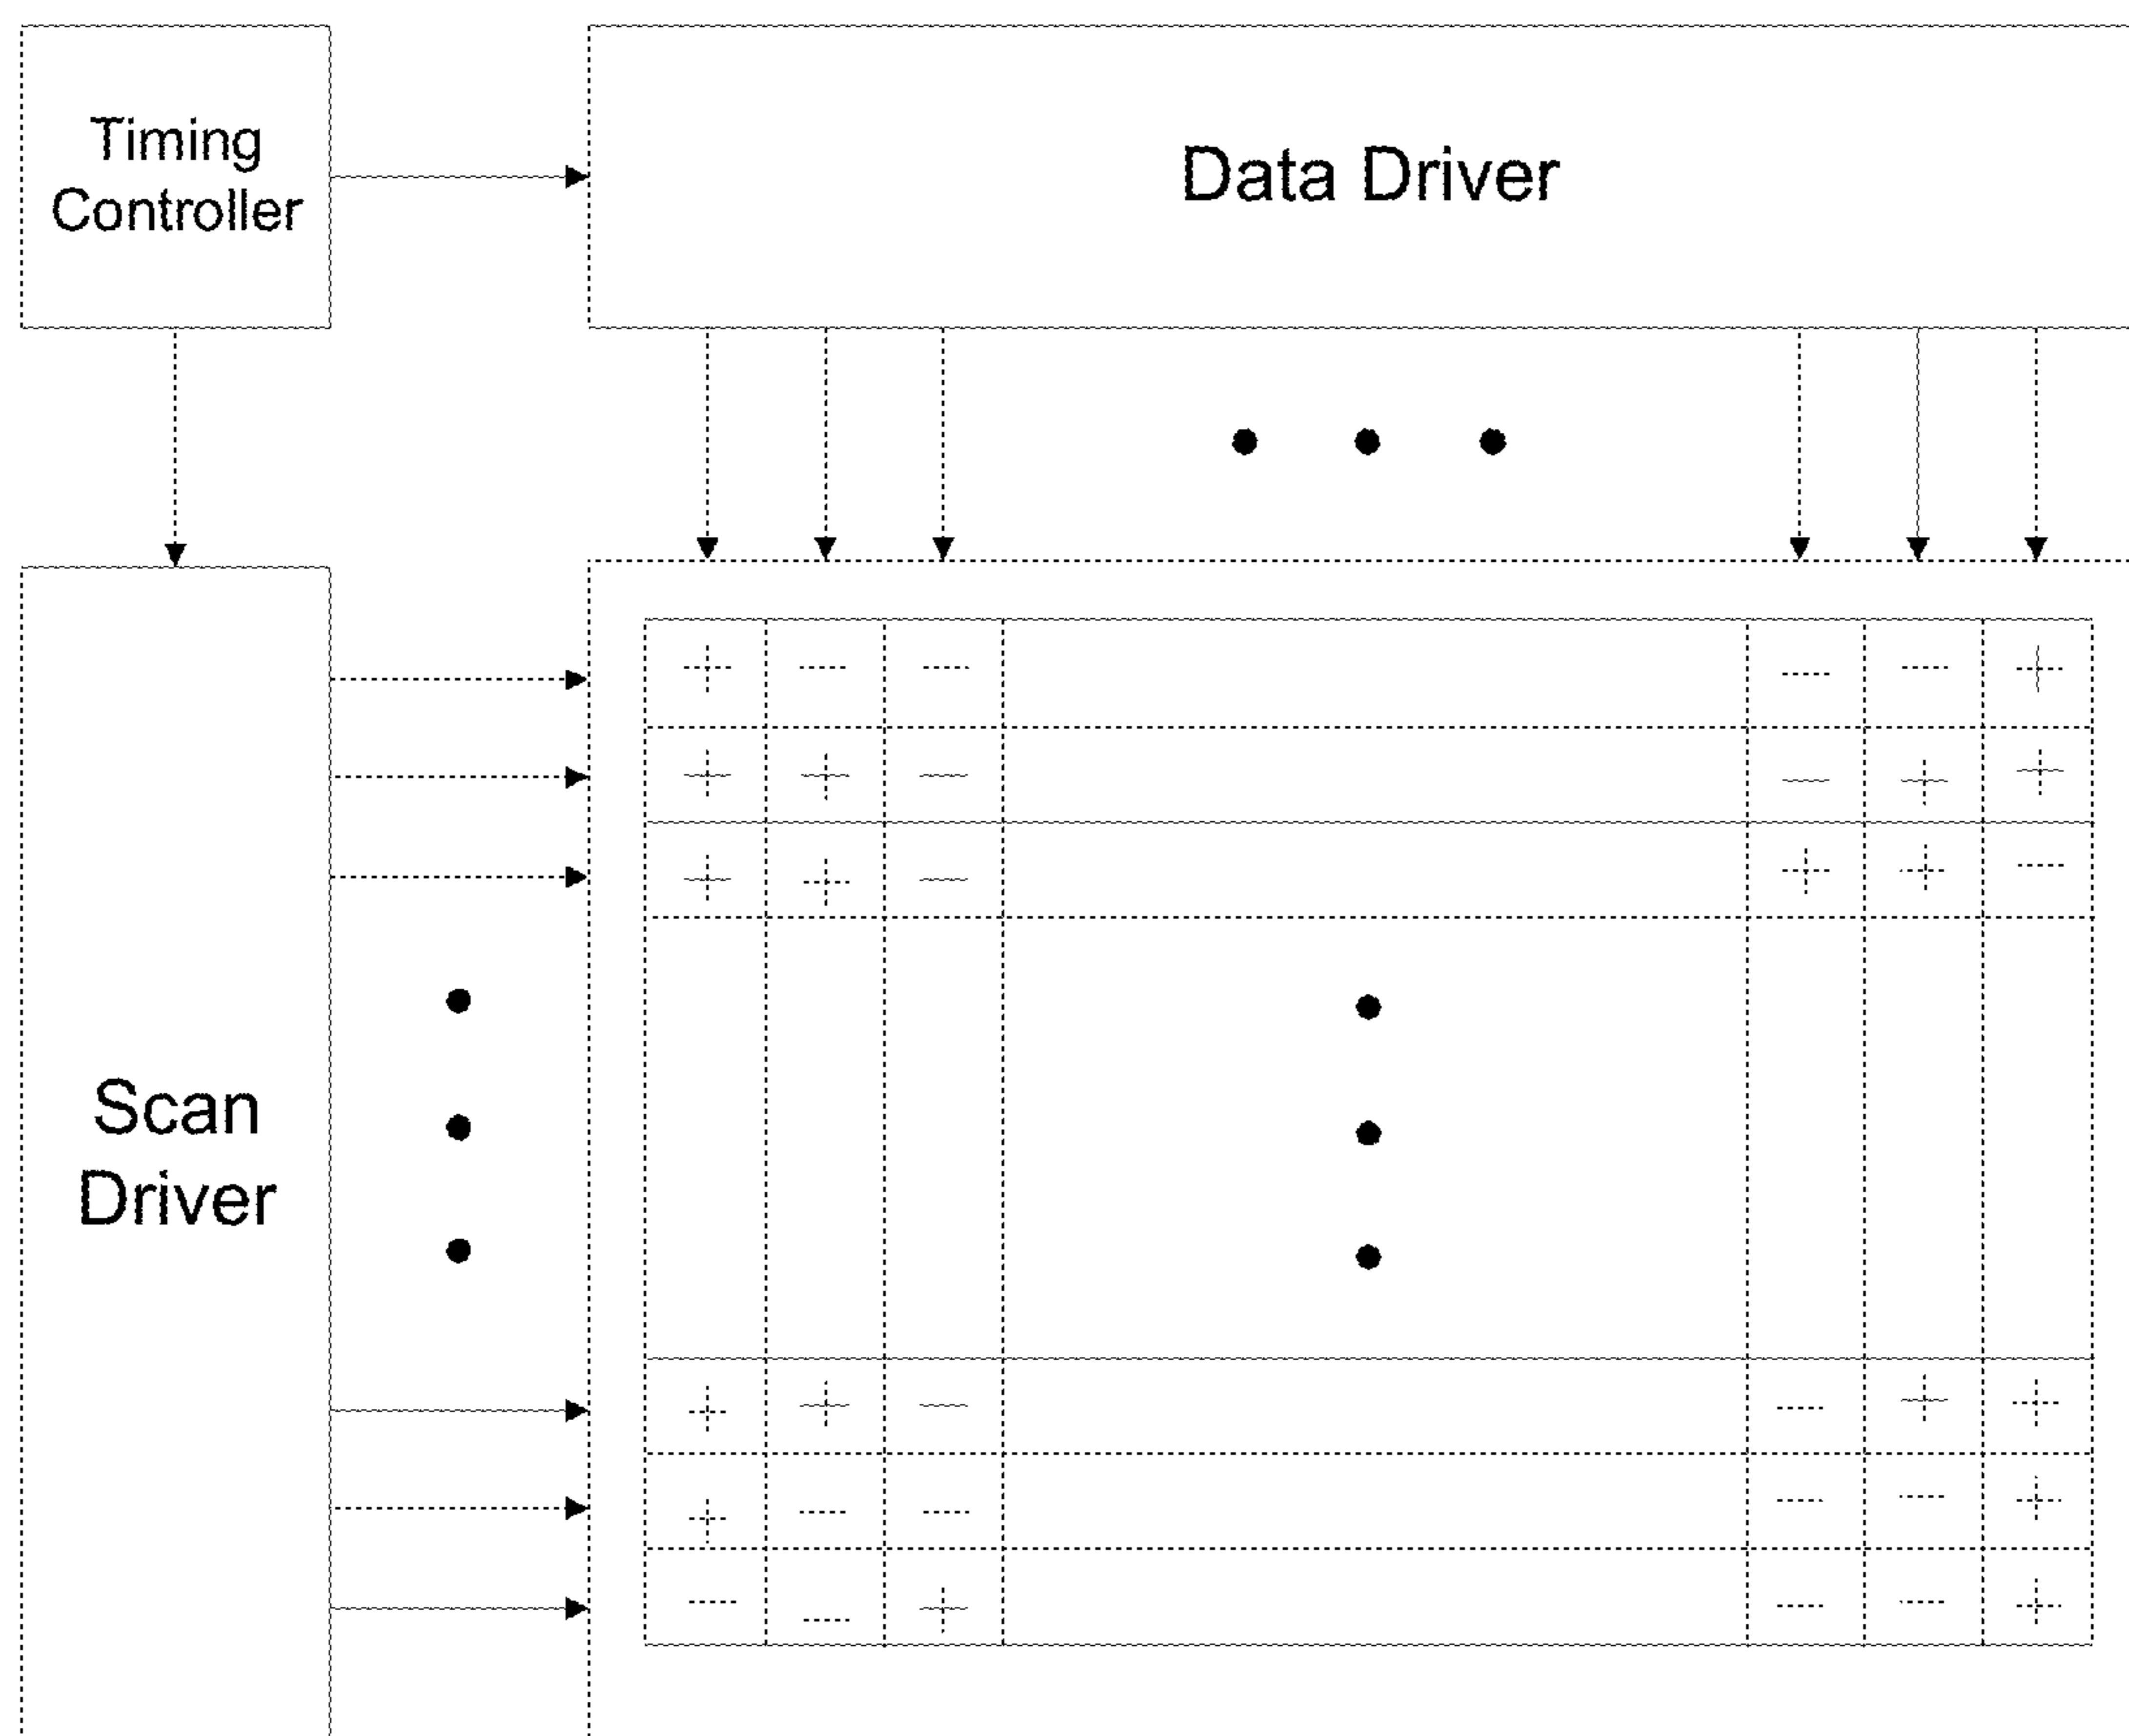 Timing
Controller
Data Driver
+ — — — — +
+ + — — + +
+ + — + + —
Scan
Driver
+ + — — + +
+ — — — — +
— — + — — +